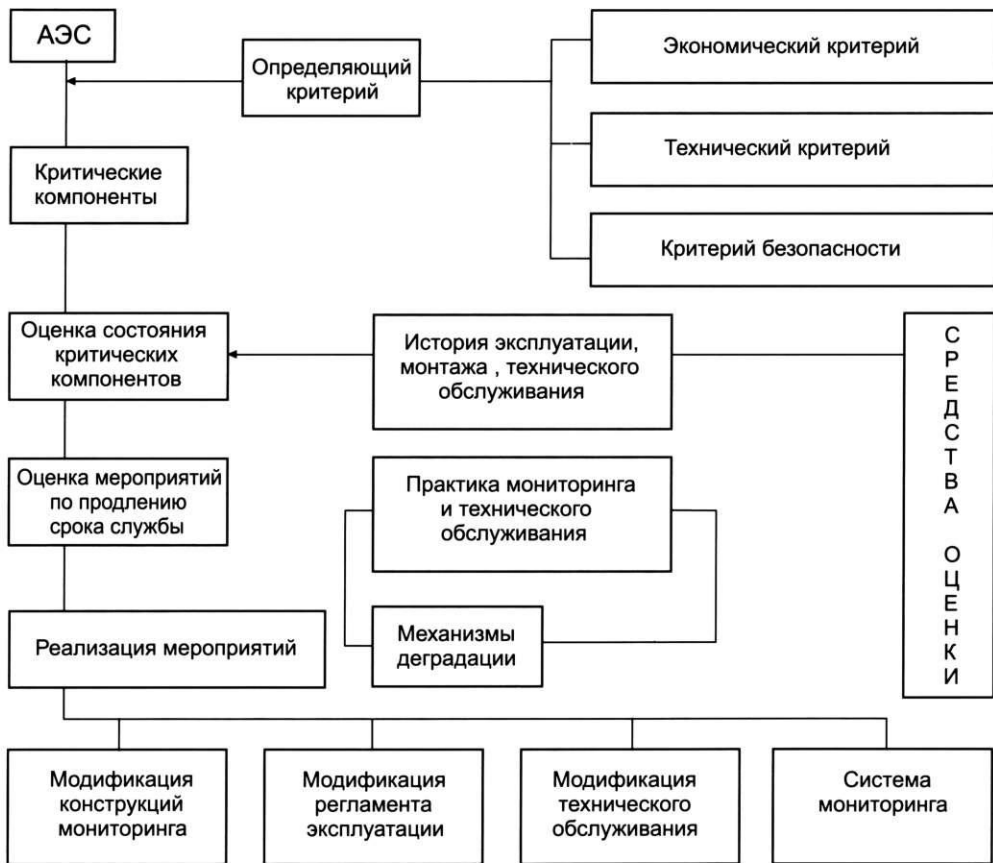 АЭС
Определяющий
критерий
Экономический критерий
Технический критерий
Критерий безопасности
Критические
компоненты
Оценка состояния
критических
компонентов
История эксплуатации,
монтажа , технического
обслуживания
СРЕДСТВА ОЦЕНКИ
Оценка мероприятий
по продлению
срока службы
Практика мониторинга
и технического
обслуживания
Реализация мероприятий
Механизмы
деградации
Модификация
конструкций
мониторинга
Модификация
регламента
эксплуатации
Модификация
технического
обслуживания
Система
мониторинга